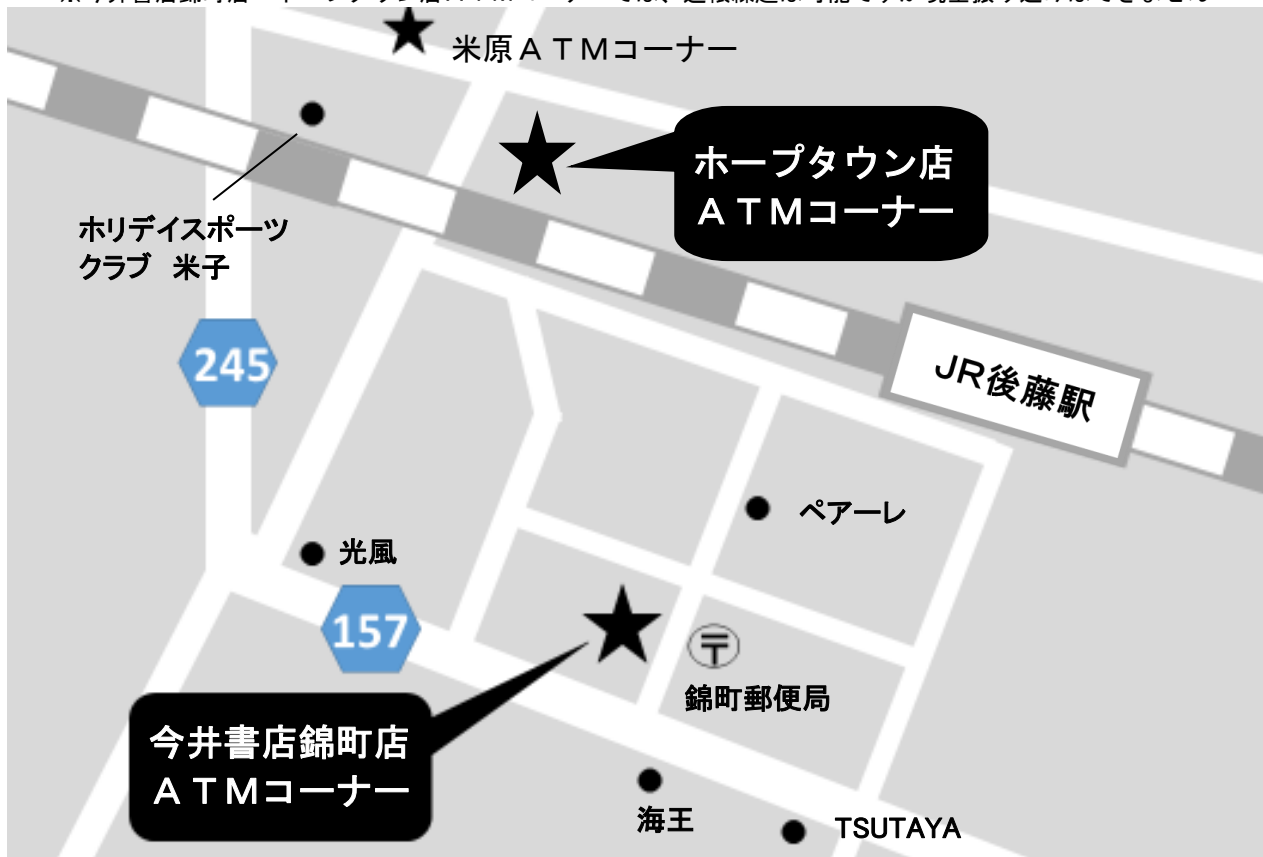 米原ＡＴＭコーナー
ホープタウン店
ＡＴＭコーナー
ホリデイスポーツ
クラブ　米子
245
ＪＲ後藤駅
ペアーレ
光風
157
〒
錦町郵便局
今井書店錦町店
ＡＴＭコーナー
海王
TSUTAYA